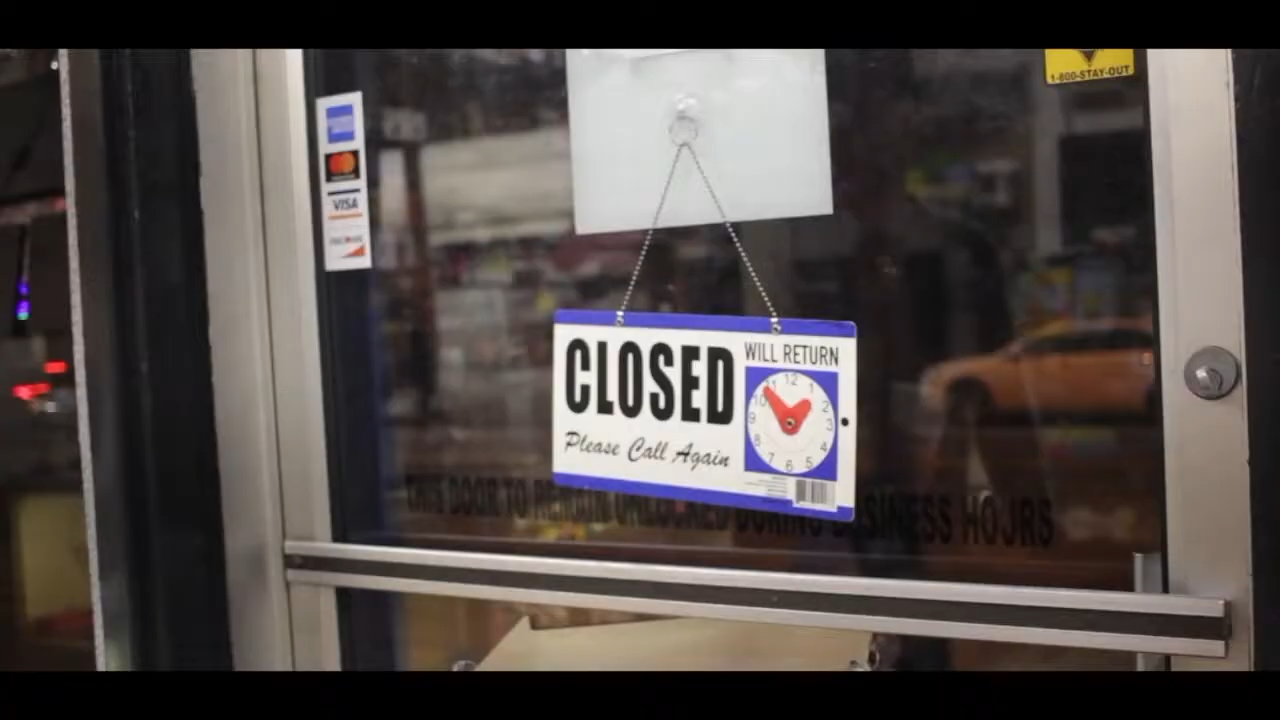 1-800-STAY-OUT
VISA
CLOSED
Please Call Again
WILL RETURN
12
11
1
10
2
9
3
8
4
7
6
5
THIS DOOR TO REMAIN UNLOCKED DURING BUSINESS HOURS